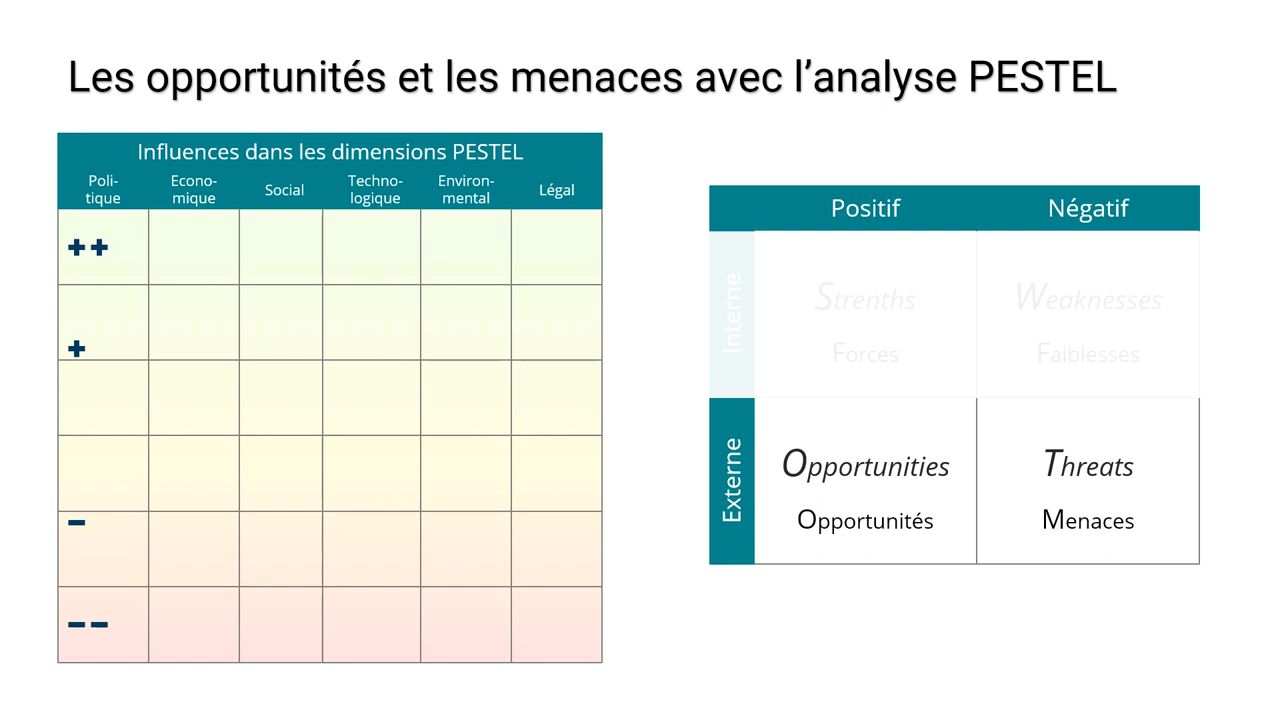 Les opportunités et les menaces avec l’analyse PESTEL
Influences dans les dimensions PESTEL
Poli-
tique
Econo-
mique
Social
Techno-
logique
Environ-
mental
Légal
++
+
-
--
Positif
Négatif
Interne
Strenths
Forces
Weaknesses
Faiblesses
Externe
Opportunities
Opportunités
Threats
Menaces